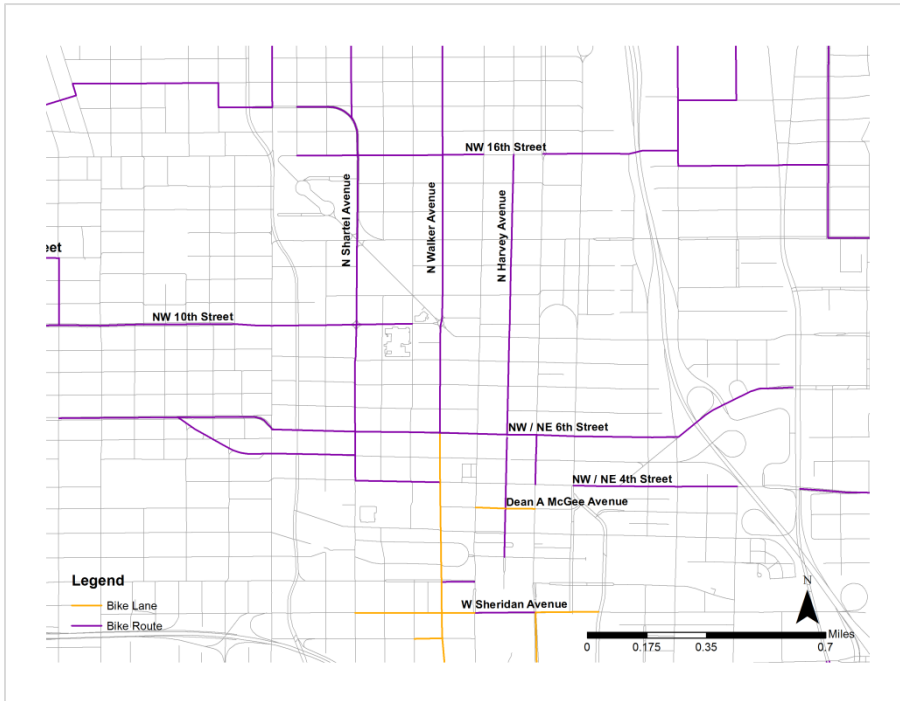 NW 16th Street
N Shartel Avenue
N Walker Avenue
N Harvey Avenue
eet
NW 10th Street
NW / NE 6th Street
NW / NE 4th Street
Dean A McGee Avenue
W Sheridan Avenue
Legend
Bike Lane
Bike Route
N
Miles
0 0.175 0.35 0.7